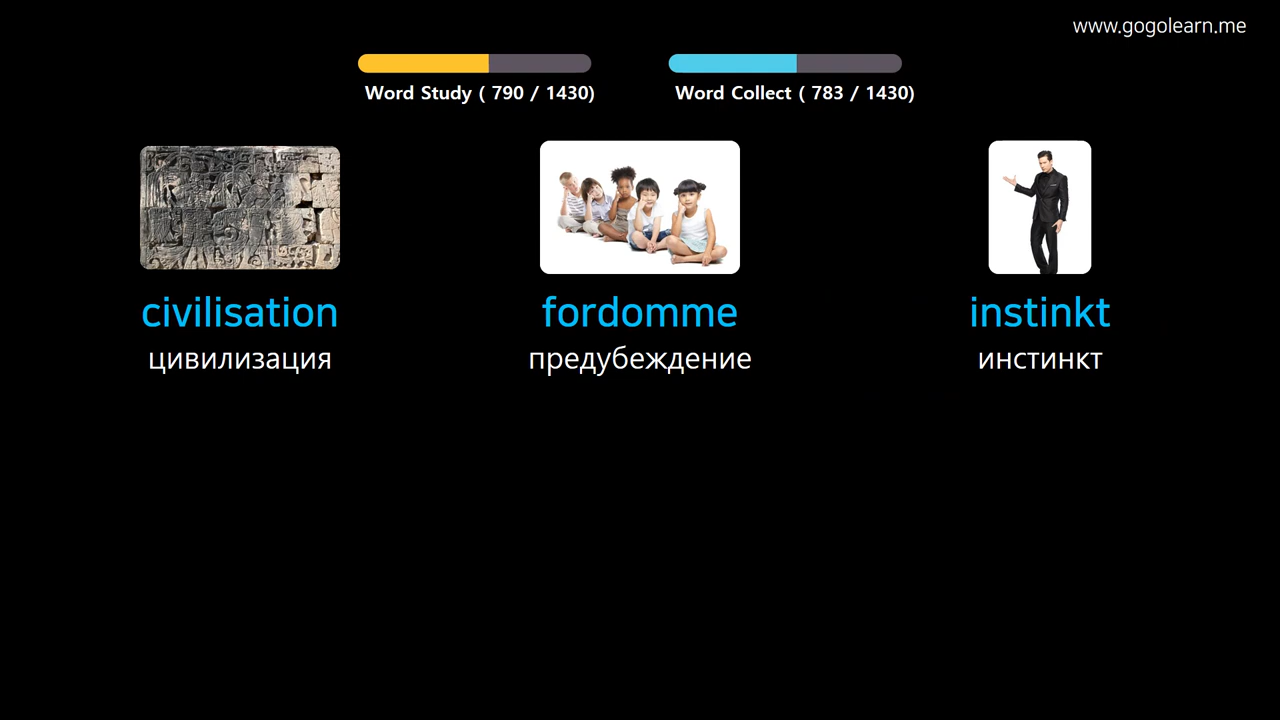 www.gogolearn.me
Word Study ( 790 / 1430)
Word Collect ( 783 / 1430)
civilisation
fordomme
instinkt
цивилизация
предубеждение
инстинкт